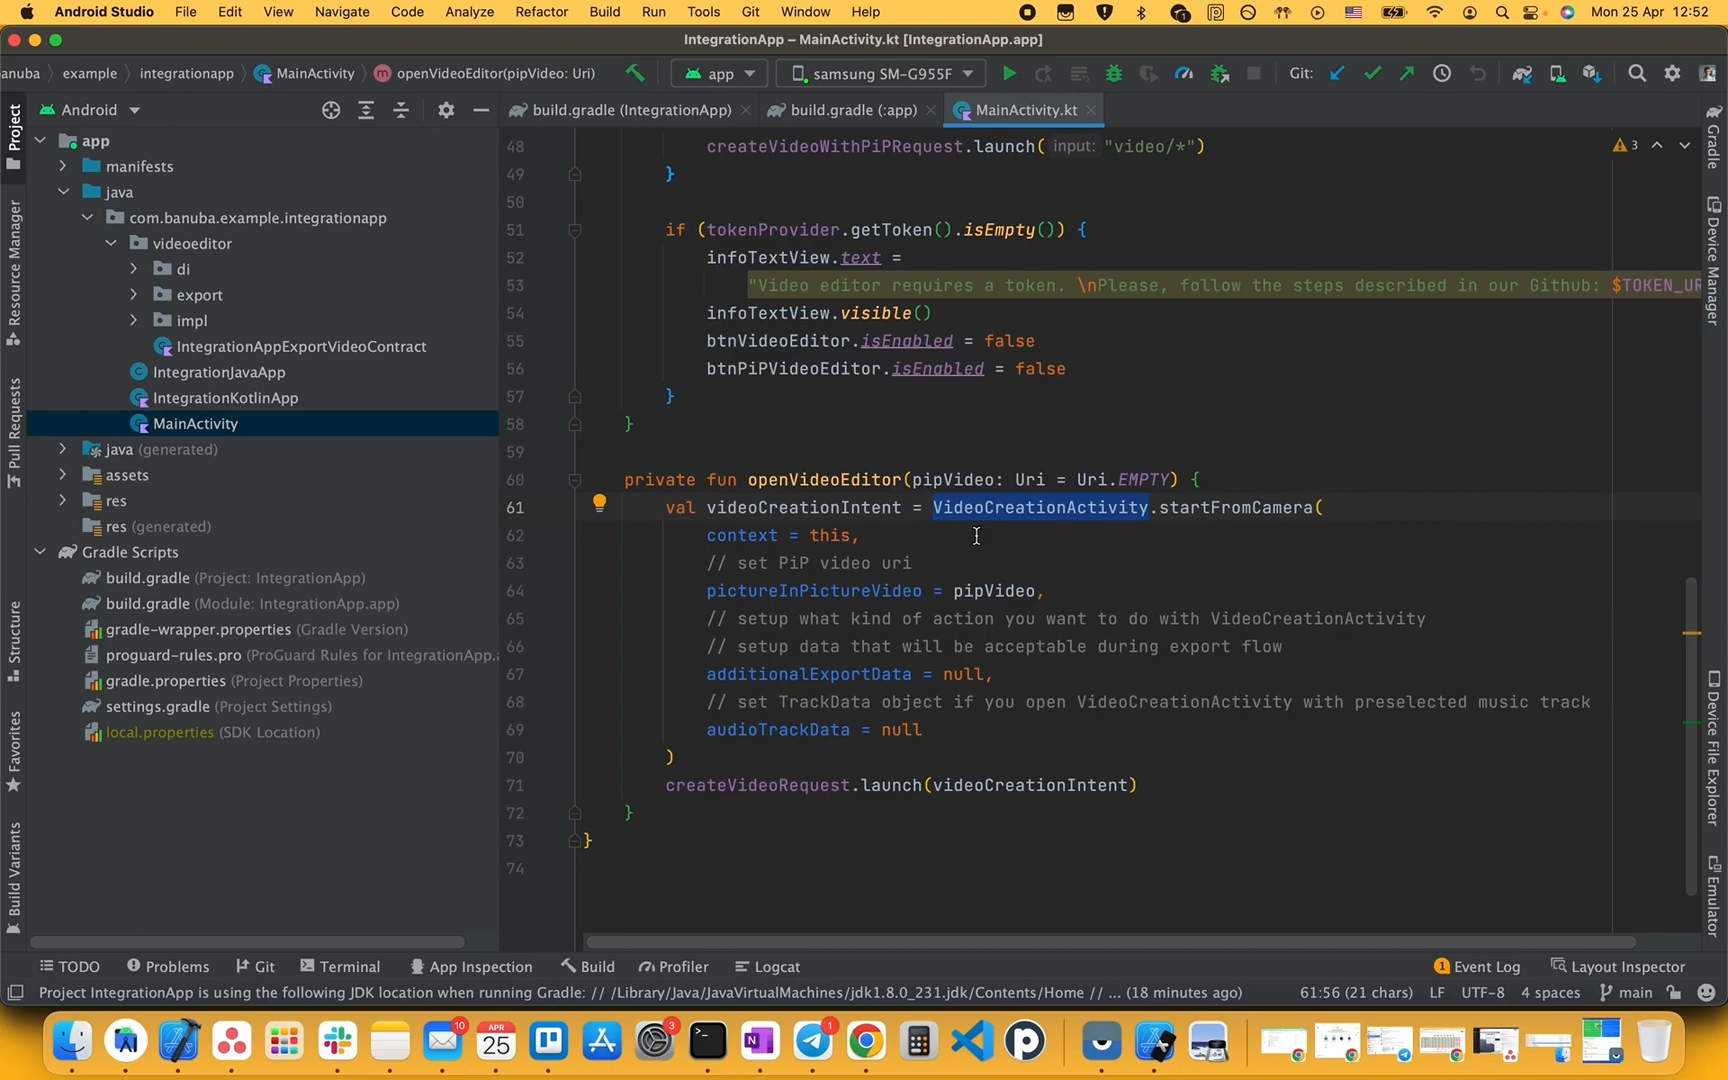 Android Studio File Edit View Navigate Code Analyze Refactor Build Run Tools Git Window Help Mon 25 Apr 12:52
IntegrationApp – MainActivity.kt [IntegrationApp.app]
anuba example integrationapp MainActivity openVideoEditor(pipVideo: Uri) app samsung SM-G955F Git:
Android
build.gradle (IntegrationApp) build.gradle (:app) MainActivity.kt
Project
Resource Manager
Pull Requests
Structure
Favorites
Build Variants
app
manifests
java
com.banuba.example.integrationapp
videoeditor
di
export
impl
IntegrationAppExportVideoContract
IntegrationJavaApp
IntegrationKotlinApp
MainActivity
java (generated)
assets
res
res (generated)
Gradle Scripts
build.gradle (Project: IntegrationApp)
build.gradle (Module: IntegrationApp.app)
gradle-wrapper.properties (Gradle Version)
proguard-rules.pro (ProGuard Rules for IntegrationApp.a
gradle.properties (Project Properties)
settings.gradle (Project Settings)
local.properties (SDK Location)
48 createVideoWithPiPRequest.launch( input: "video/*")
49 }
50
51 if (tokenProvider.getToken().isEmpty()) {
52 infoTextView.text =
53 "Video editor requires a token. \nPlease, follow the steps described in our Github: $TOKEN_UR
54 infoTextView.visible()
55 btnVideoEditor.isEnabled = false
56 btnPiPVideoEditor.isEnabled = false
57 }
58 }
59
60 private fun openVideoEditor(pipVideo: Uri = Uri.EMPTY) {
61 val videoCreationIntent = VideoCreationActivity.startFromCamera(
62 context = this,
63 // set PiP video uri
64 pictureInPictureVideo = pipVideo,
65 // setup what kind of action you want to do with VideoCreationActivity
66 // setup data that will be acceptable during export flow
67 additionalExportData = null,
68 // set TrackData object if you open VideoCreationActivity with preselected music track
69 audioTrackData = null
70 )
71 createVideoRequest.launch(videoCreationIntent)
72 }
73 }
74
3
Gradle
Device Manager
Device File Explorer
Emulator
TODO Problems Git Terminal App Inspection Build Profiler Logcat 1 Event Log Layout Inspector
Project IntegrationApp is using the following JDK location when running Gradle: // /Library/Java/JavaVirtualMachines/jdk1.8.0_231.jdk/Contents/Home // ... (18 minutes ago) 61:56 (21 chars) LF UTF-8 4 spaces main
10 APR 25 3 1